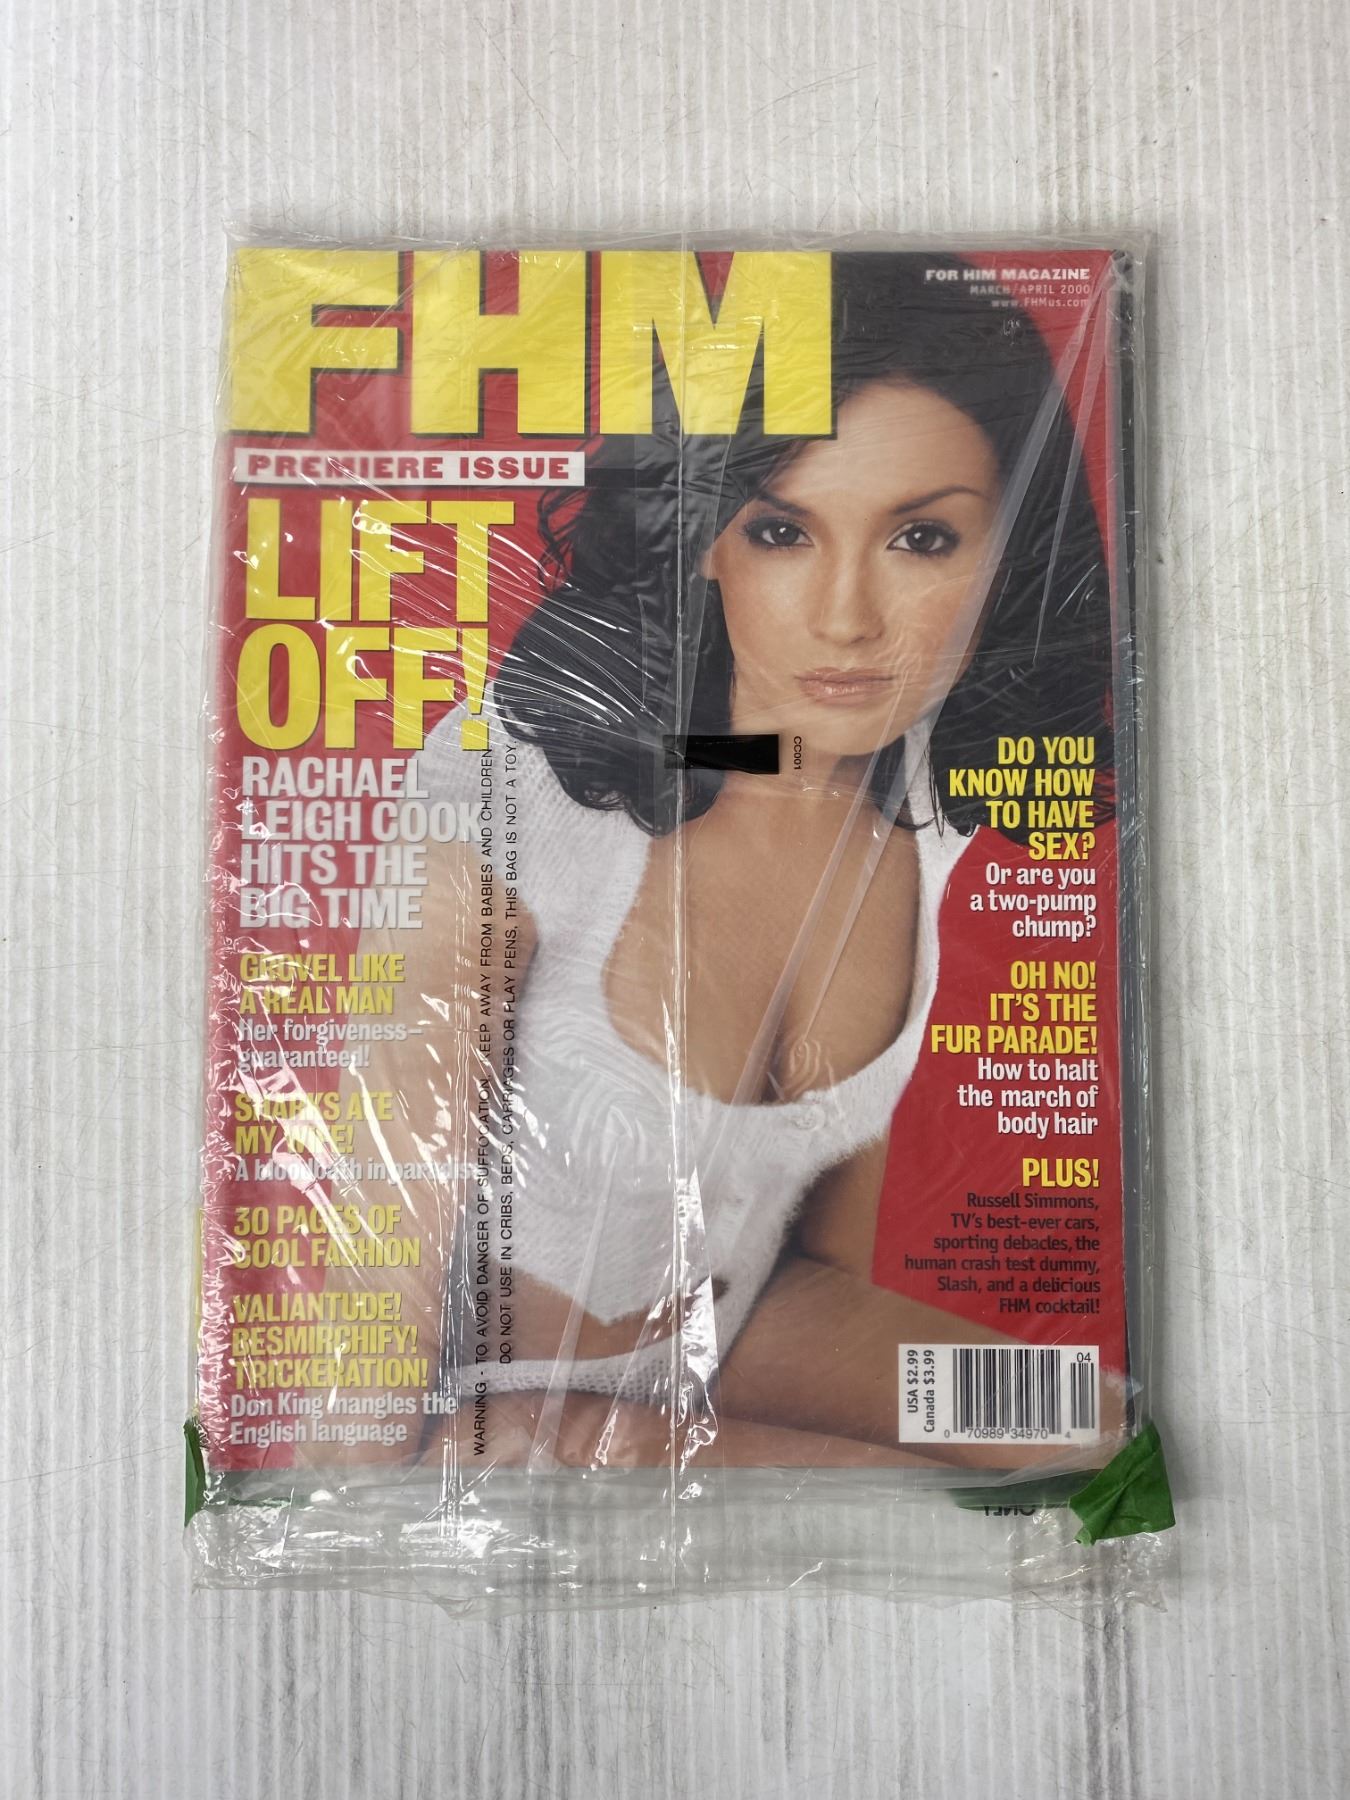 FHM
FOR HIM MAGAZINE
MARCH/APRIL 2000
www.FHMus.com
PREMIERE ISSUE
LIFT
OFF!
RACHAEL
LEIGH COOK
HITS THE
BIG TIME
GROVEL LIKE
A REAL MAN
Her forgiveness–
guaranteed!
SHARKS ATE
MY WIFE!
A bloodbath in paradise
30 PAGES OF
COOL FASHION
VALIANTUDE!
BESMIRCHIFY!
TRICKERATION!
Don King mangles the
English language
WARNING - TO AVOID DANGER OF SUFFOCATION, KEEP AWAY FROM BABIES AND CHILDREN
DO NOT USE IN CRIBS, BEDS, CARRIAGES OR PLAY PENS, THIS BAG IS NOT A TOY.
CC001
DO YOU
KNOW HOW
TO HAVE
SEX?
Or are you
a two-pump
chump?
OH NO!
IT'S THE
FUR PARADE!
How to halt
the march of
body hair
PLUS!
Russell Simmons,
TV's best-ever cars,
sporting debacles, the
human crash test dummy,
Slash, and a delicious
FHM cocktail!
USA $2.99
Canada $3.99
04
0 70989 34970 4
ONLY